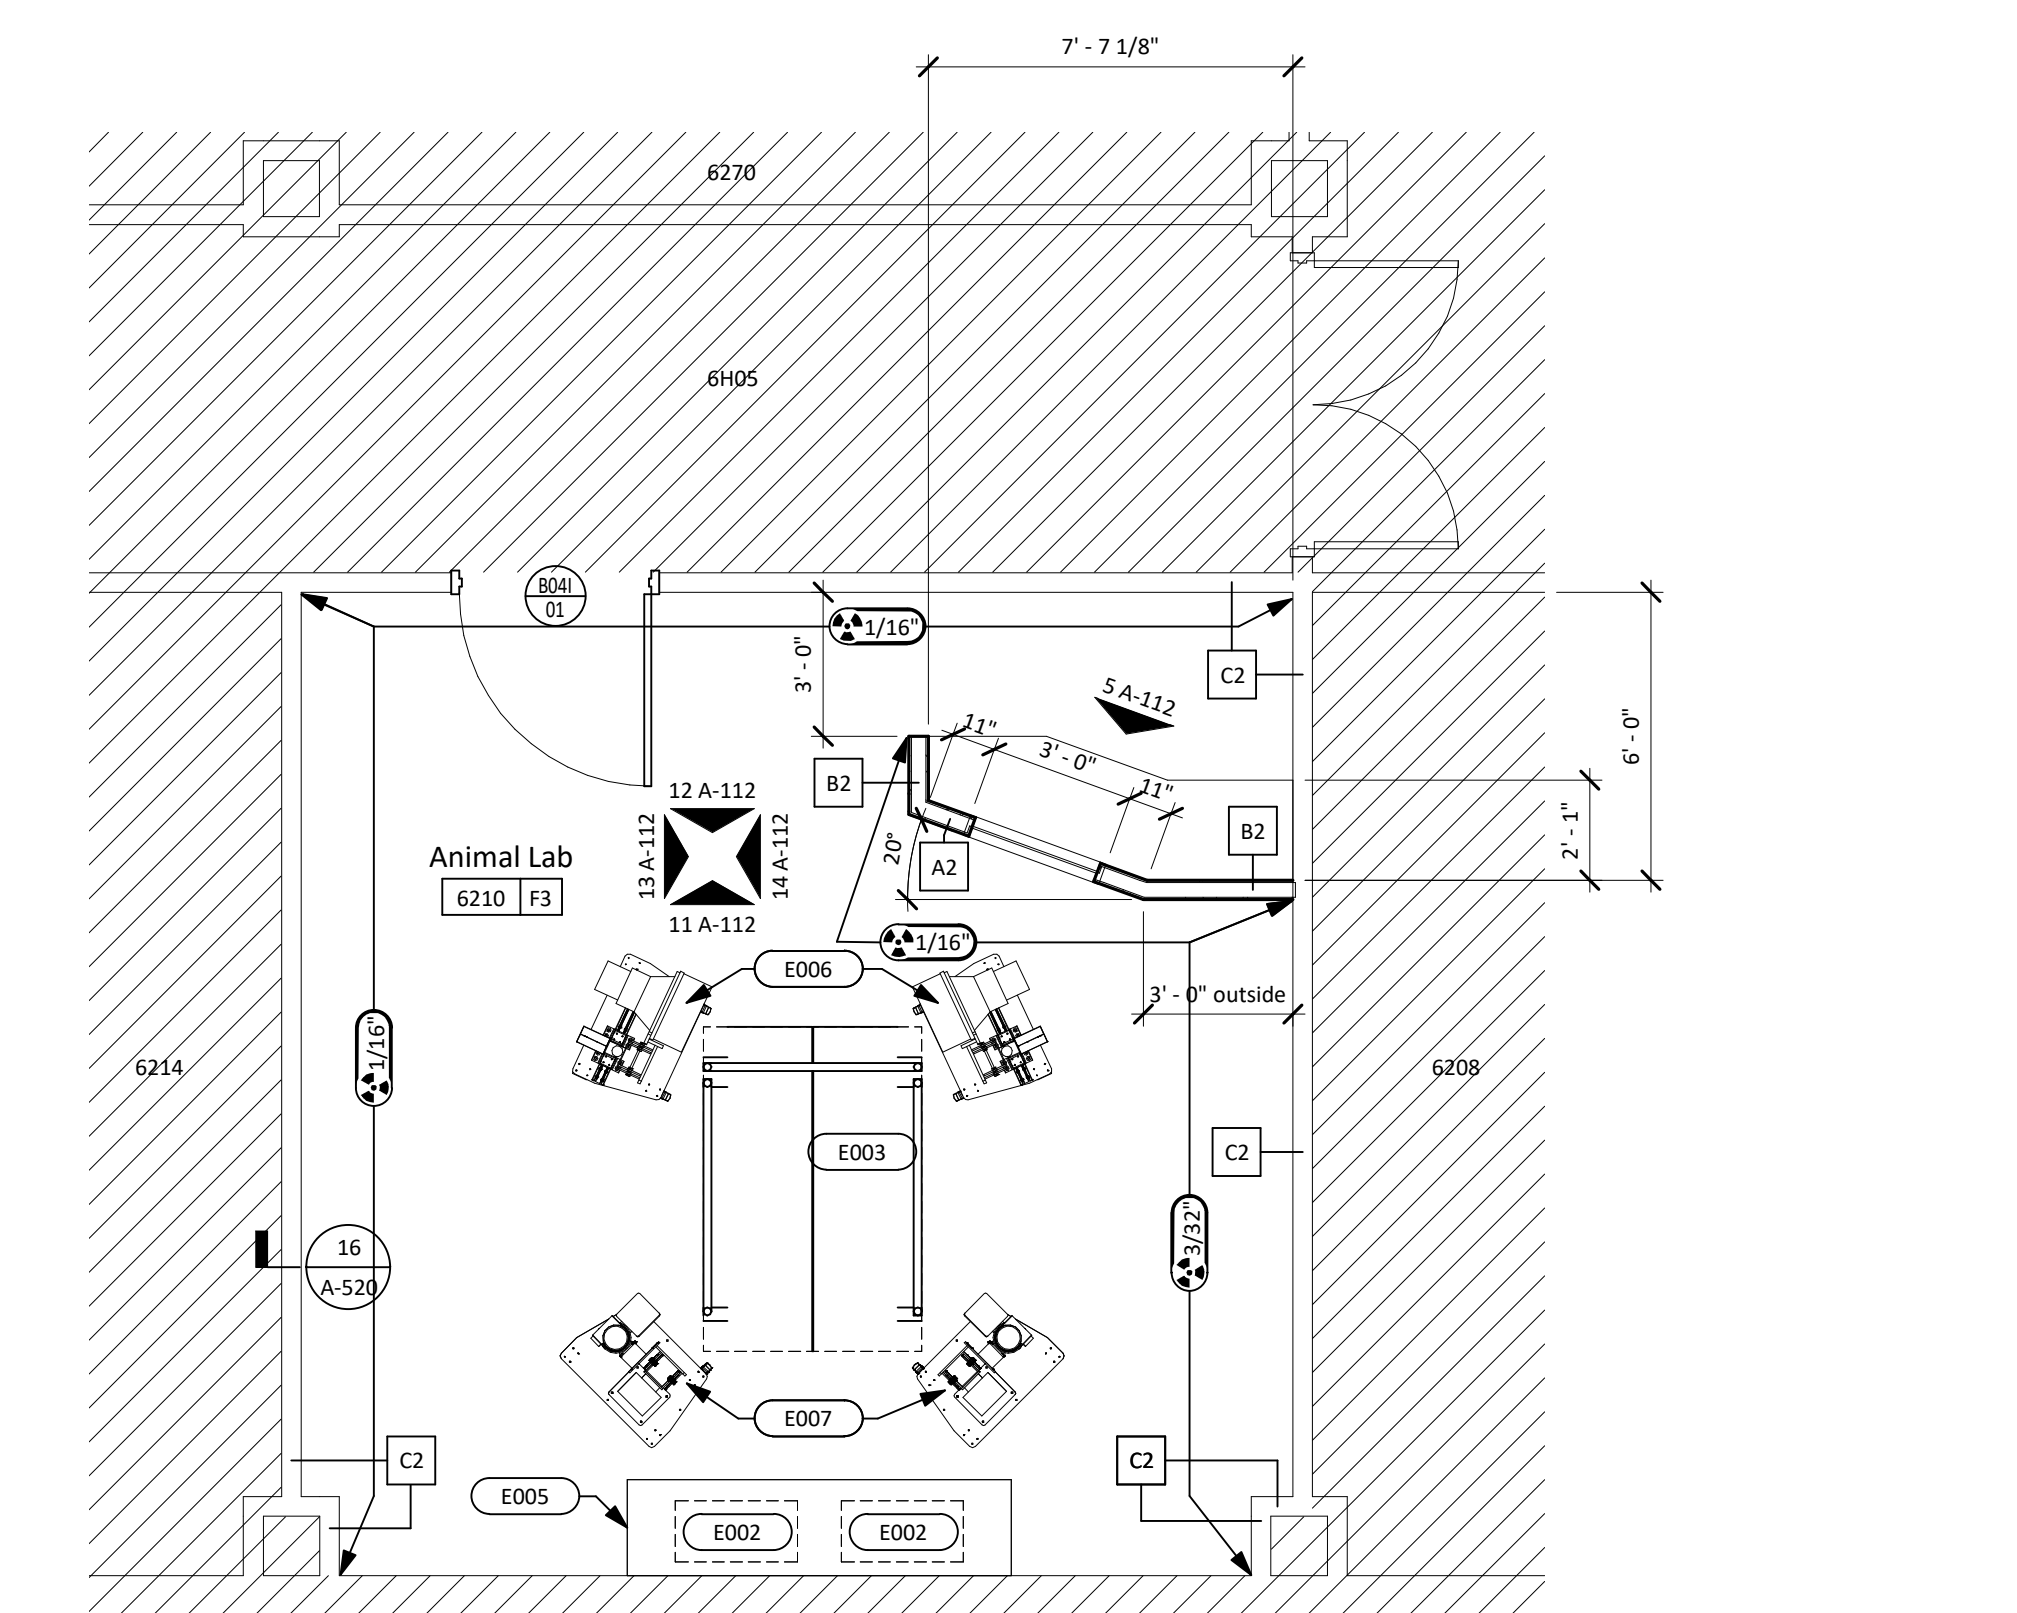 7' - 7 1/8"
6270
6H05
B04I
01
1/16"
3' - 0"
C2
5 A-112
11"
3' - 0"
11"
6' - 0"
2' - 1"
B2
B2
12 A-112
13 A-112
14 A-112
11 A-112
Animal Lab
6210 F3
20°
A2
1/16"
E006
3' - 0" outside
1/16"
6214
6208
E003
C2
3/32"
16
A-520
E007
C2
C2
E005
E002
E002